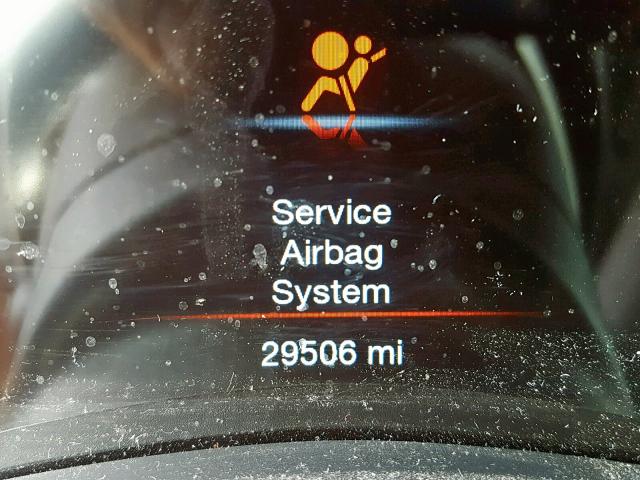 Service
Airbag
System
29506 mi